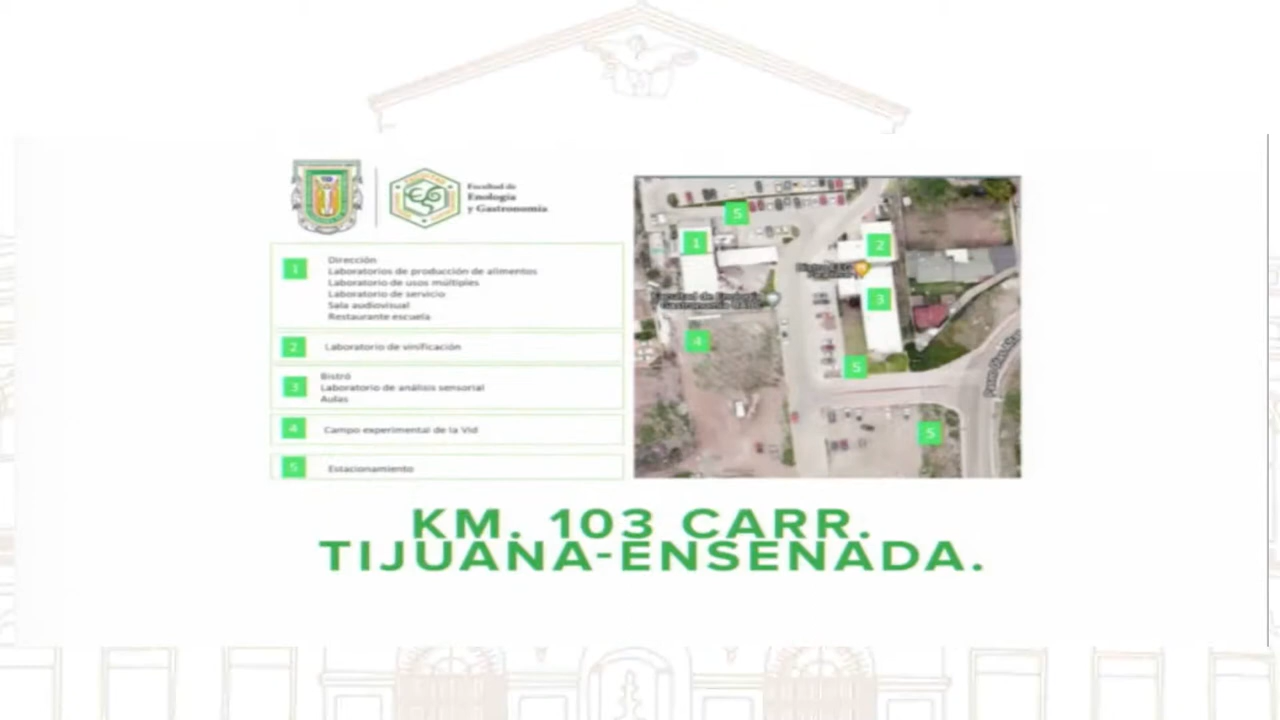 Facultad de
Enología
y Gastronomía
1
Dirección
Laboratorios de producción de alimentos
Laboratorio de usos múltiples
Laboratorio de servicio
Sala audiovisual
Restaurante escuela
2
Laboratorio de vinificación
3
Bistró
Laboratorio de análisis sensorial
Aulas
4
Campo experimental de la Vid
5
Estacionamiento
5
1
2
3
Facultad de
4
5
5
KM. 103 CARR.
TIJUANA-ENSENADA.